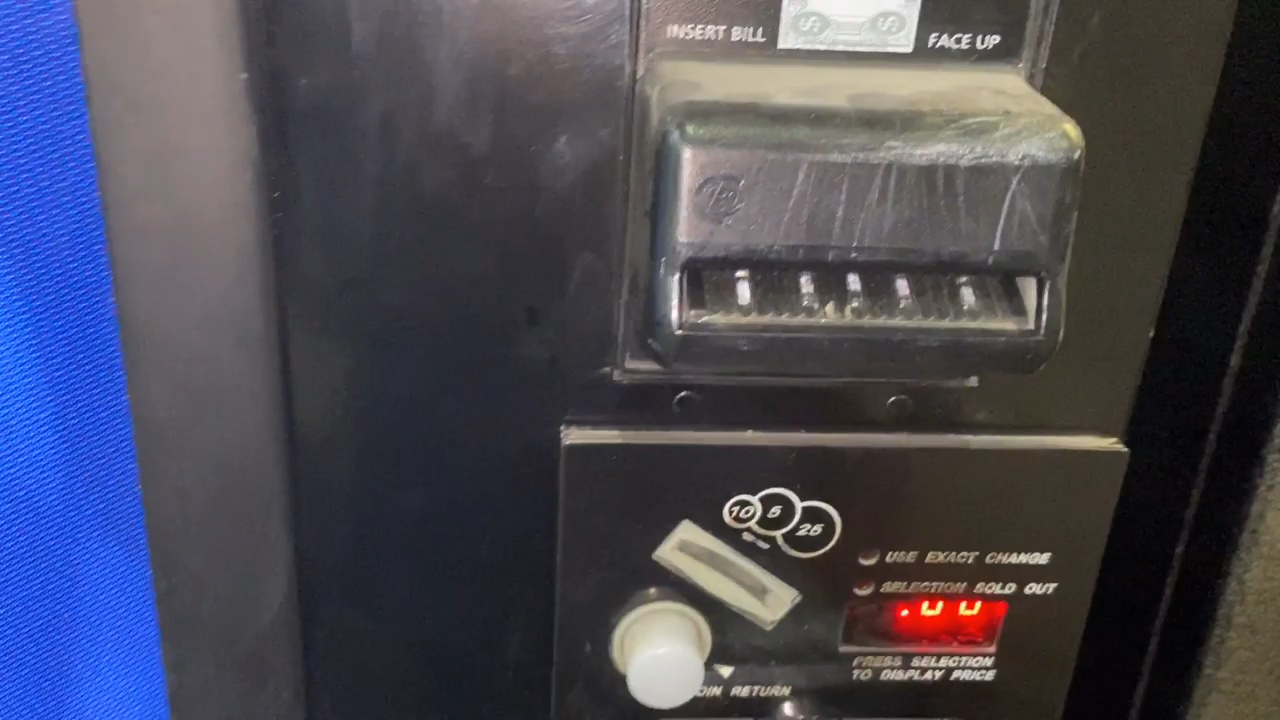 INSERT BILL
FACE UP
10 5 25
USE EXACT CHANGE
SELECTION SOLD OUT
.00
PRESS SELECTION
TO DISPLAY PRICE
RETURN